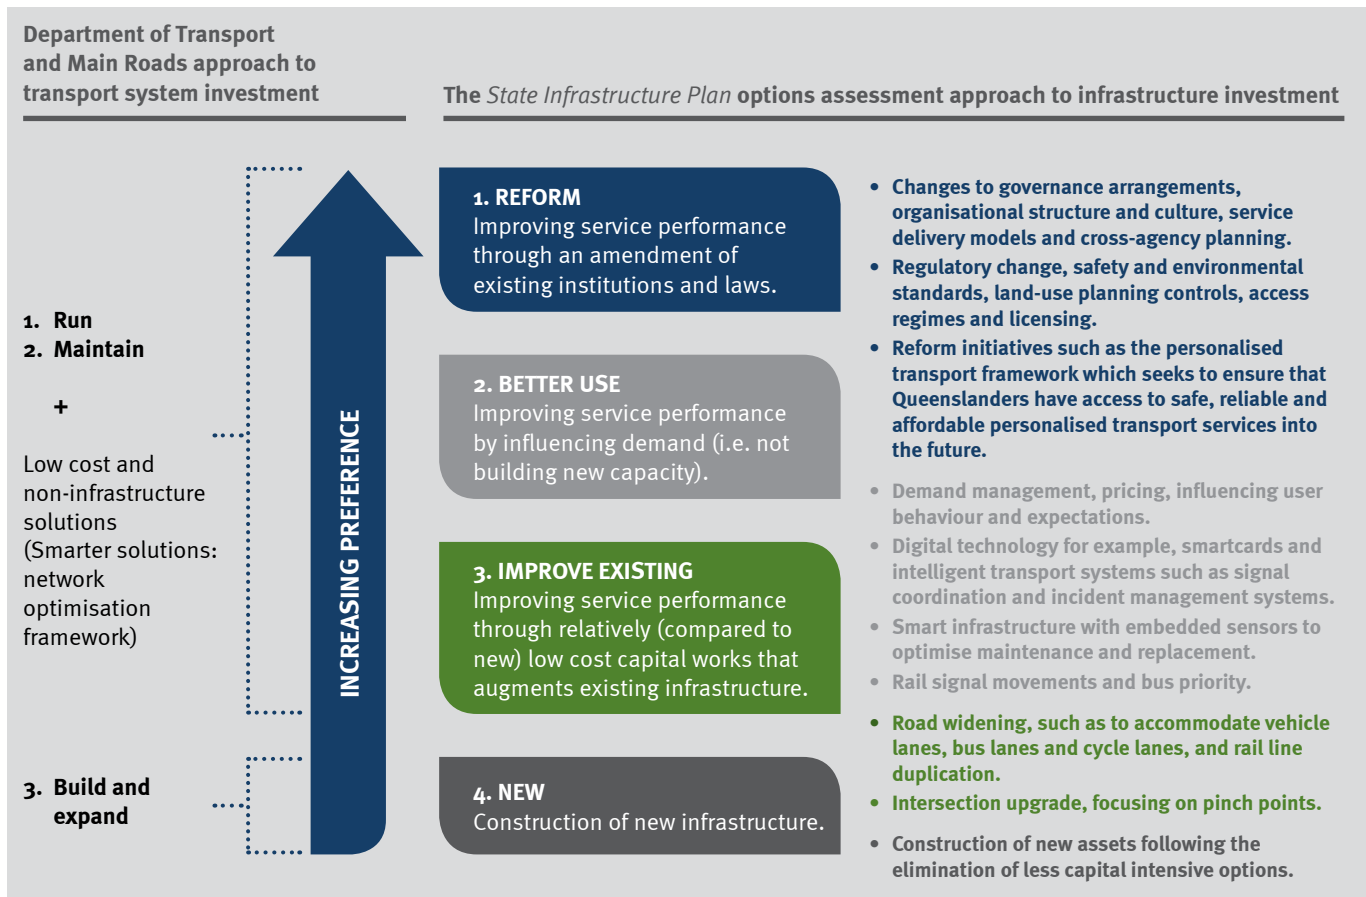 Department of Transport
and Main Roads approach to
transport system investment
The State Infrastructure Plan options assessment approach to infrastructure investment
1. Run
2. Maintain
+
Low cost and
non-infrastructure
solutions
(Smarter solutions:
network
optimisation
framework)
3. Build and
expand
INCREASING PREFERENCE
1. REFORM
Improving service performance
through an amendment of
existing institutions and laws.
2. BETTER USE
Improving service performance
by influencing demand (i.e. not
building new capacity).
3. IMPROVE EXISTING
Improving service performance
through relatively (compared to
new) low cost capital works that
augments existing infrastructure.
4. NEW
Construction of new infrastructure.
• Changes to governance arrangements,
organisational structure and culture, service
delivery models and cross-agency planning.
• Regulatory change, safety and environmental
standards, land-use planning controls, access
regimes and licensing.
• Reform initiatives such as the personalised
transport framework which seeks to ensure that
Queenslanders have access to safe, reliable and
affordable personalised transport services into
the future.
• Demand management, pricing, influencing user
behaviour and expectations.
• Digital technology for example, smartcards and
intelligent transport systems such as signal
coordination and incident management systems.
• Smart infrastructure with embedded sensors to
optimise maintenance and replacement.
• Rail signal movements and bus priority.
• Road widening, such as to accommodate vehicle
lanes, bus lanes and cycle lanes, and rail line
duplication.
• Intersection upgrade, focusing on pinch points.
• Construction of new assets following the
elimination of less capital intensive options.